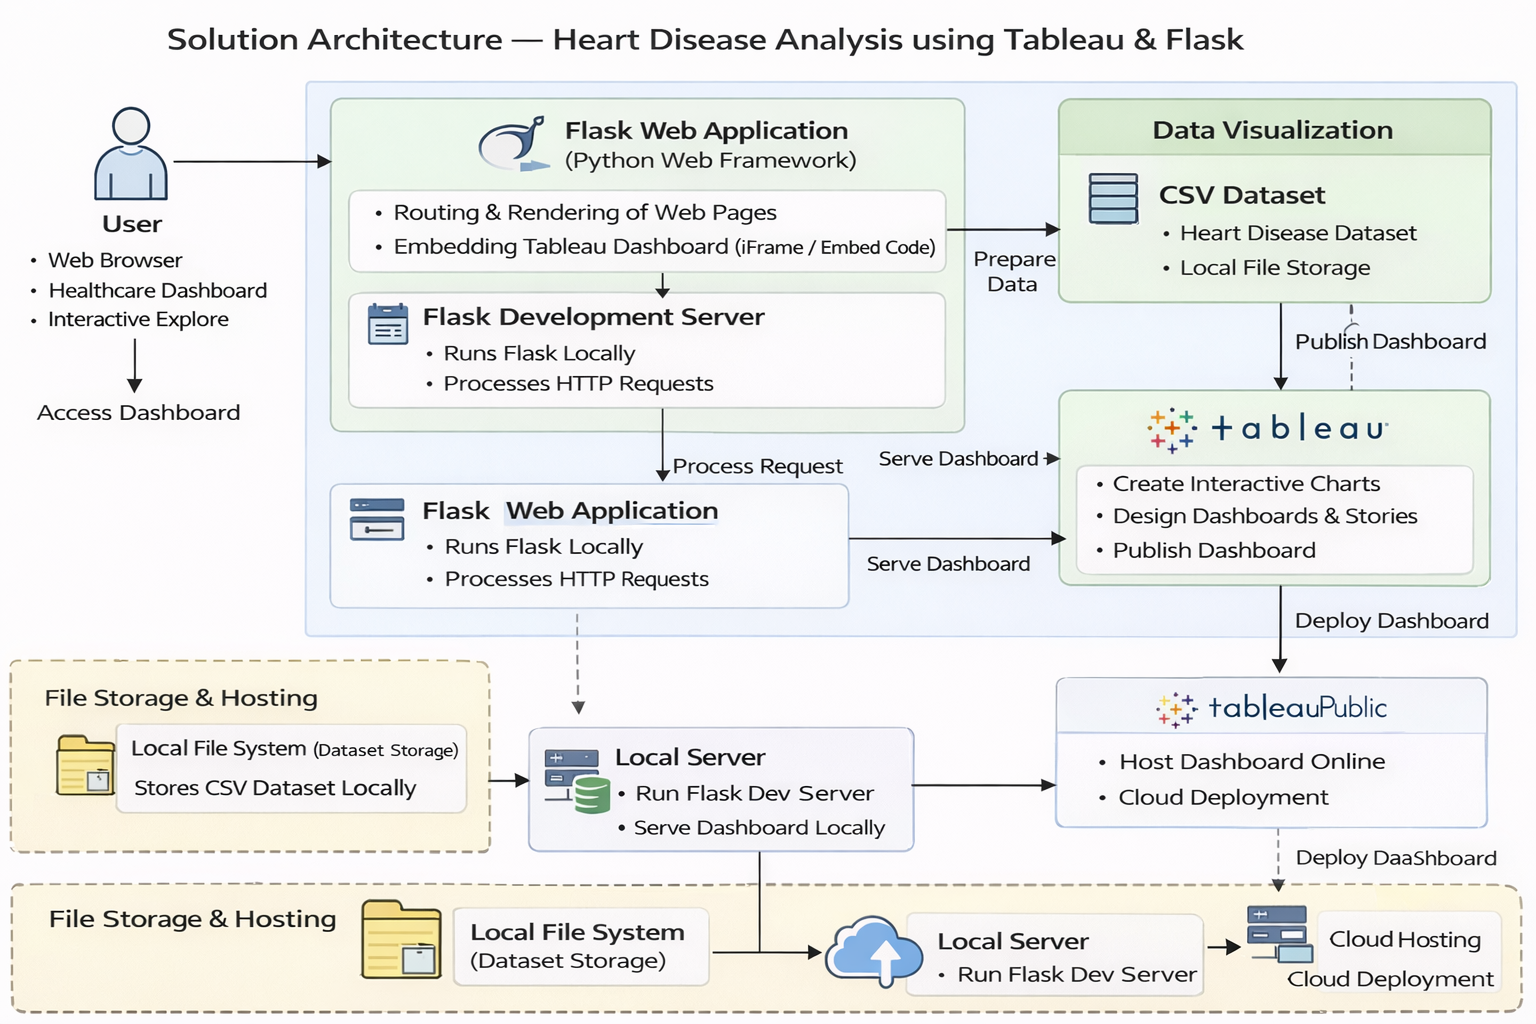 Solution Architecture — Heart Disease Analysis using Tableau & Flask
User
• Web Browser
• Healthcare Dashboard
• Interactive Explore
Access Dashboard
Flask Web Application
(Python Web Framework)
• Routing & Rendering of Web Pages
• Embedding Tableau Dashboard (iFrame / Embed Code)
Flask Development Server
• Runs Flask Locally
• Processes HTTP Requests
Prepare
Data
Data Visualization
CSV Dataset
• Heart Disease Dataset
• Local File Storage
Publish Dashboard
Process Request
Serve Dashboard
Flask Web Application
• Runs Flask Locally
• Processes HTTP Requests
Serve Dashboard
tableau
• Create Interactive Charts
• Design Dashboards & Stories
• Publish Dashboard
Deploy Dashboard
File Storage & Hosting
Local File System (Dataset Storage)
Stores CSV Dataset Locally
Local Server
• Run Flask Dev Server
• Serve Dashboard Locally
tableauPublic
• Host Dashboard Online
• Cloud Deployment
Deploy DaaShboard
File Storage & Hosting
Local File System
(Dataset Storage)
Local Server
• Run Flask Dev Server
Cloud Hosting
Cloud Deployment